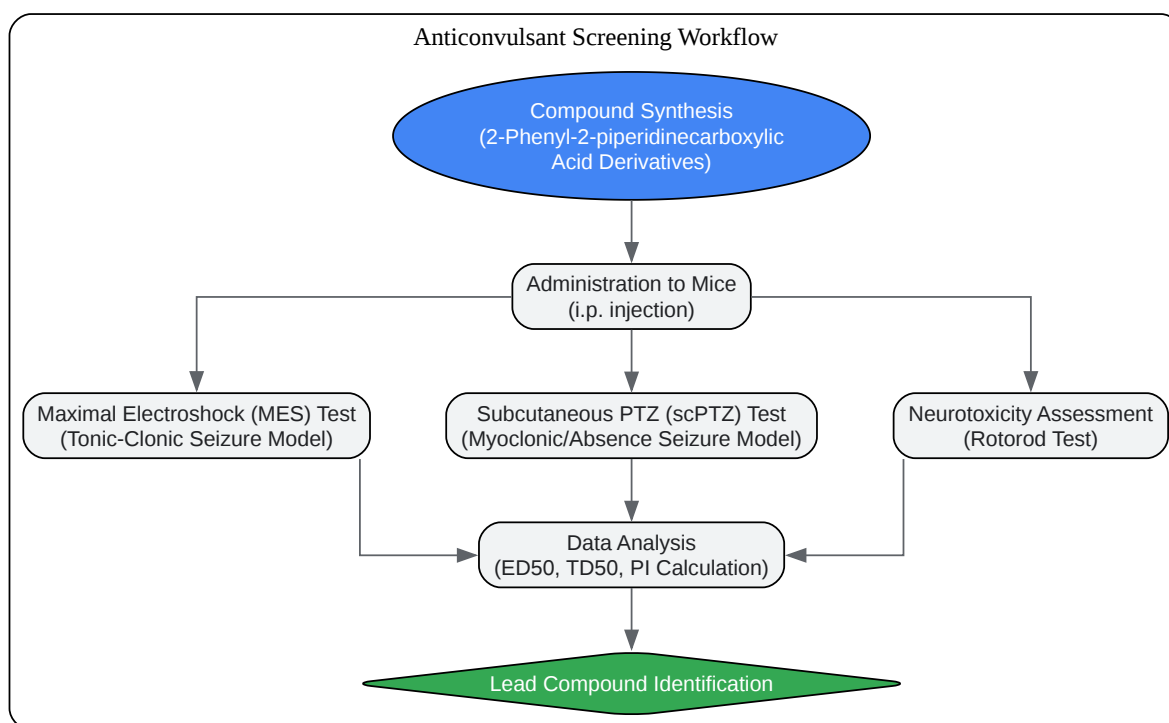 Anticonvulsant Screening Workflow
Compound Synthesis
(2-Phenyl-2-piperidinecarboxylic
Acid Derivatives)
Administration to Mice
(i.p. injection)
Maximal Electroshock (MES) Test
(Tonic-Clonic Seizure Model)
Subcutaneous PTZ (scPTZ) Test
(Myoclonic/Absence Seizure Model)
Neurotoxicity Assessment
(Rotorod Test)
Data Analysis
(ED50, TD50, PI Calculation)
Lead Compound Identification